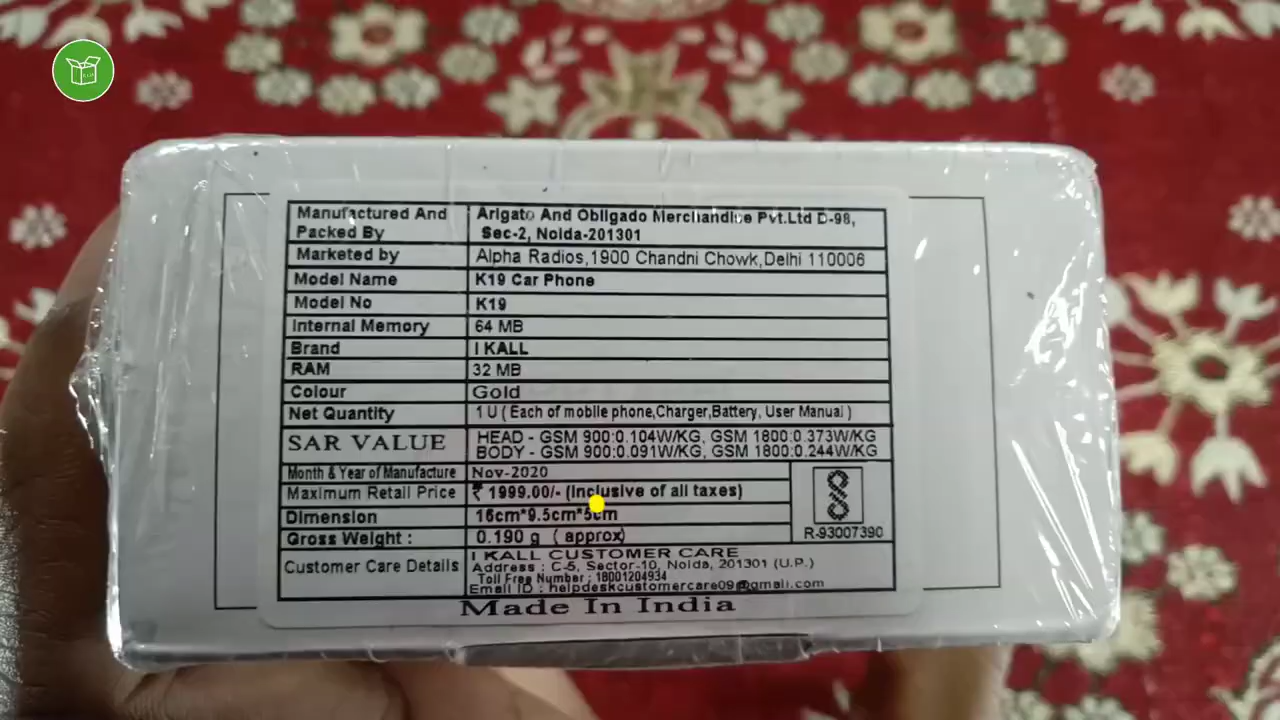 Manufactured And Packed By Arigato And Obligado Merchandise Pvt.Ltd D-98, Sec-2, Noida-201301
Marketed by Alpha Radios,1900 Chandni Chowk,Delhi 110006
Model Name K19 Car Phone
Model No K19
Internal Memory 64 MB
Brand I KALL
RAM 32 MB
Colour Gold
Net Quantity 1 U ( Each of mobile phone,Charger,Battery, User Manual )
SAR VALUE HEAD - GSM 900:0.104W/KG, GSM 1800:0.373W/KG
BODY - GSM 900:0.091W/KG, GSM 1800:0.244W/KG
Month & Year of Manufacture Nov-2020
Maximum Retail Price ₹ 1999.00/- (Inclusive of all taxes)
Dimension 16cm*9.5cm*5cm
R-93007390
Gross Weight : 0.190 g ( approx)
Customer Care Details I KALL CUSTOMER CARE
Address : C-5, Sector-10, Noida, 201301 (U.P.)
Toll Free Number : 18001204934
Email ID : helpdeskcustomercare09@gmail.com
Made In India